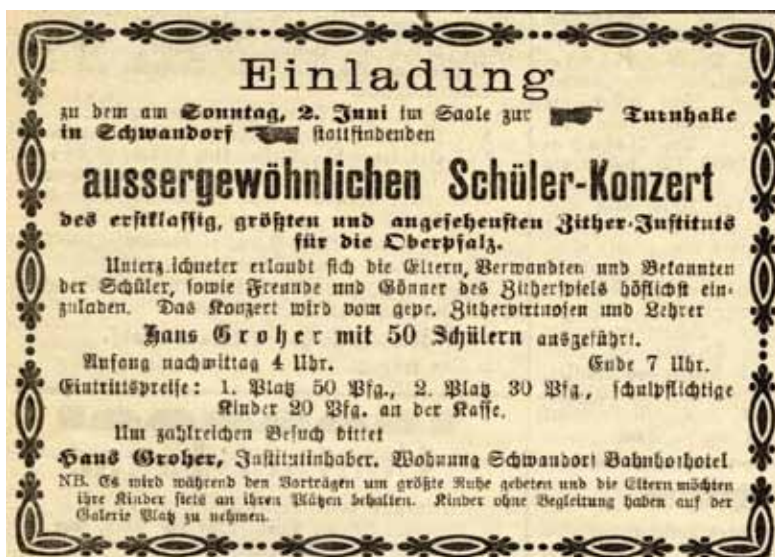 Einladung
zu dem am Sonntag, 2. Juni im Saale zur Turnhalle
in Schwandorf stattfindenden
aussergewöhnlichen Schüler-Konzert
des erstklassig, größten und angesehensten Zither-Instituts
für die Oberpfalz.
Unterz.ichneter erlaubt sich die Eltern, Verwandten und Bekannten
der Schüler, sowie Freunde und Gönner des Zitherspiels höflichst ein-
zuladen. Das Konzert wird vom gepr. Zithervirtuosen und Lehrer
Hans Groher mit 50 Schülern ausgeführt.
Anfang nachmittag 4 Uhr. Ende 7 Uhr.
Eintrittspreise: 1. Platz 50 Pfg., 2. Platz 30 Pfg., schulpflichtige
Kinder 20 Pfg. an der Kasse.
Um zahlreichen Besuch bittet
Hans Groher, Institutinhaber. Wohnung Schwandorf Bahnhofhotel
NB. Es wird während den Vorträgen um größte Ruhe gebeten und die Eltern möchten
ihre Kinder stets an ihren Plätzen behalten. Kinder ohne Begleitung haben auf der
Galerie Platz zu nehmen.